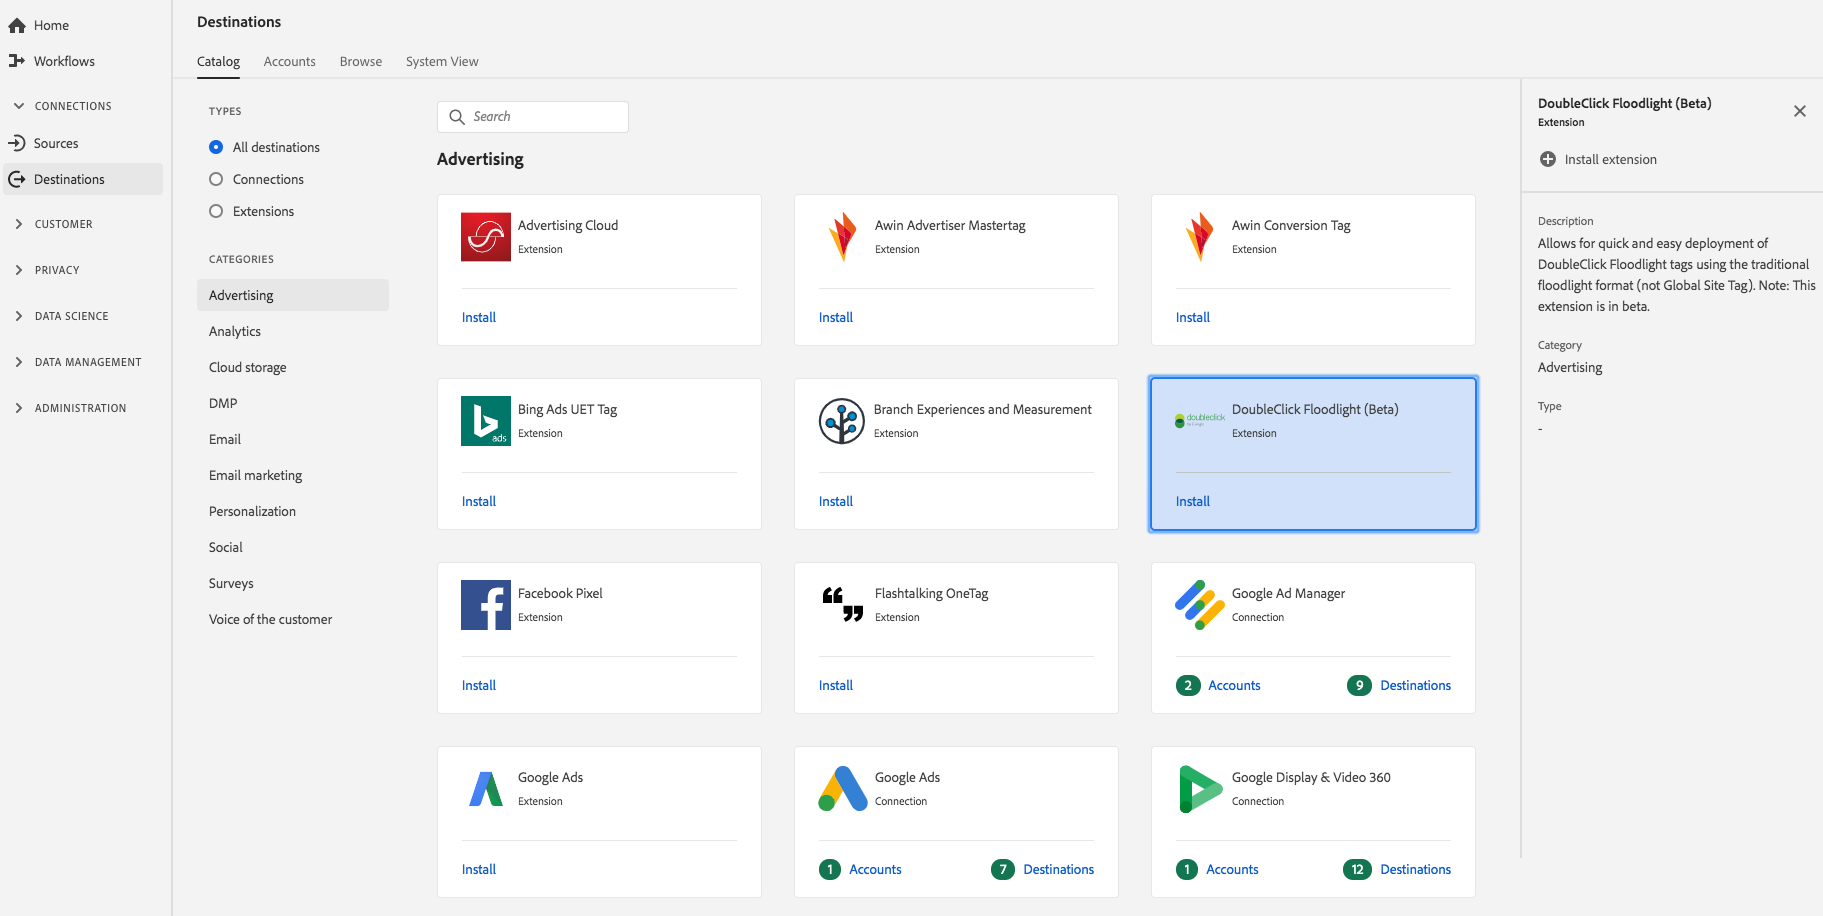 Home
Workflows
CONNECTIONS
Sources
Destinations
CUSTOMER
PRIVACY
DATA SCIENCE
DATA MANAGEMENT
ADMINISTRATION
Destinations
Catalog Accounts Browse System View
TYPES
All destinations
Connections
Extensions
CATEGORIES
Advertising
Analytics
Cloud storage
DMP
Email
Email marketing
Personalization
Social
Surveys
Voice of the customer
Search
Advertising
Advertising Cloud
Extension
Install
Awin Advertiser Mastertag
Extension
Install
Awin Conversion Tag
Extension
Install
ads
Bing Ads UET Tag
Extension
Install
Branch Experiences and Measurement
Extension
Install
doubleclick
by Google
DoubleClick Floodlight (Beta)
Extension
Install
Facebook Pixel
Extension
Install
Flashtalking OneTag
Extension
Install
Google Ad Manager
Connection
2 Accounts 9 Destinations
Google Ads
Extension
Install
Google Ads
Connection
1 Accounts 7 Destinations
Google Display & Video 360
Connection
1 Accounts 12 Destinations
DoubleClick Floodlight (Beta)
Extension
Install extension
Description
Allows for quick and easy deployment of
DoubleClick Floodlight tags using the traditional
floodlight format (not Global Site Tag). Note: This
extension is in beta.
Category
Advertising
Type
-